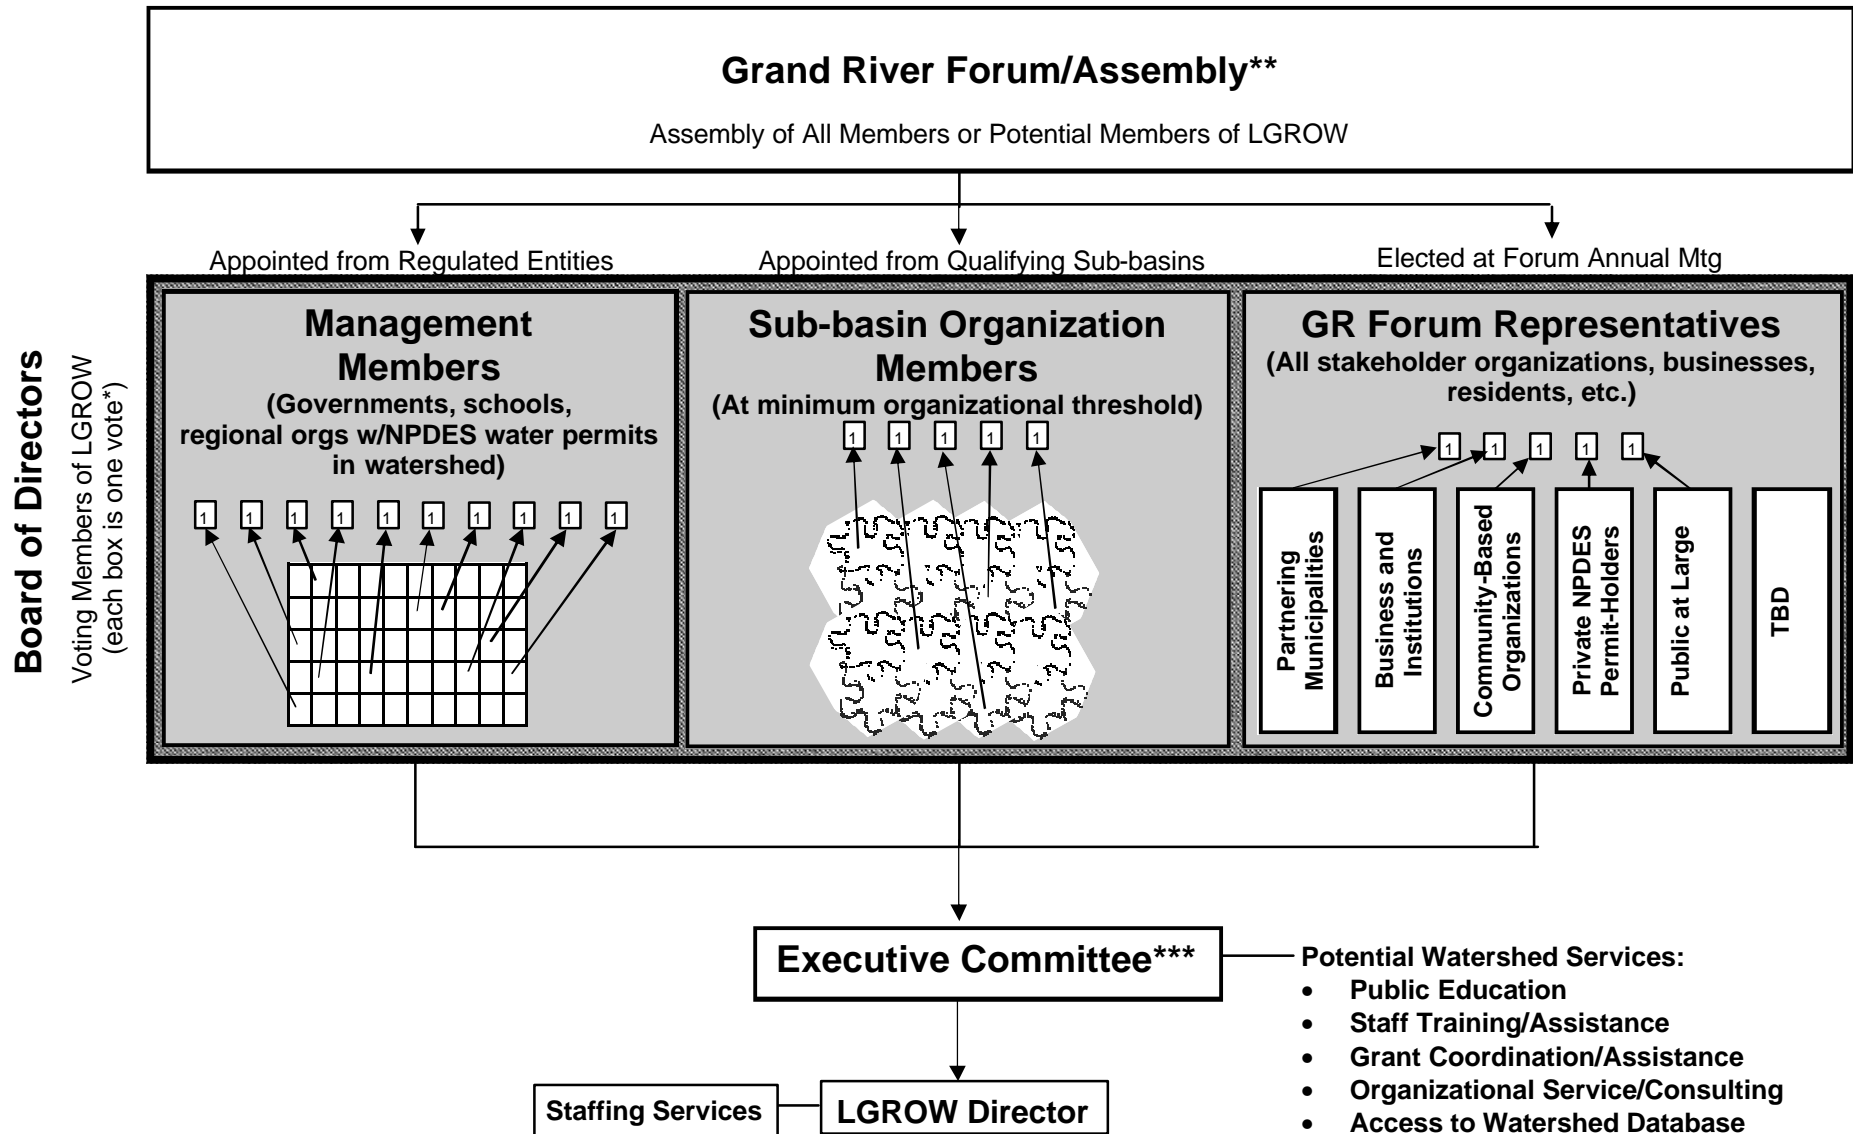 Grand River Forum/Assembly**
Assembly of All Members or Potential Members of LGROW
Appointed from Regulated Entities
Appointed from Qualifying Sub-basins
Elected at Forum Annual Mtg
Board of Directors
Voting Members of LGROW
(each box is one vote*)
Management
Members
(Governments, schools,
regional orgs w/NPDES water permits
in watershed)
1 1 1 1 1 1 1 1 1 1
Sub-basin Organization
Members
(At minimum organizational threshold)
1 1 1 1 1
GR Forum Representatives
(All stakeholder organizations, businesses,
residents, etc.)
1 1 1 1 1
Partnering
Municipalities
Business and
Institutions
Community-Based
Organizations
Private NPDES
Permit-Holders
Public at Large
TBD
Executive Committee***
Potential Watershed Services:
• Public Education
• Staff Training/Assistance
• Grant Coordination/Assistance
• Organizational Service/Consulting
• Access to Watershed Database
Staffing Services
LGROW Director